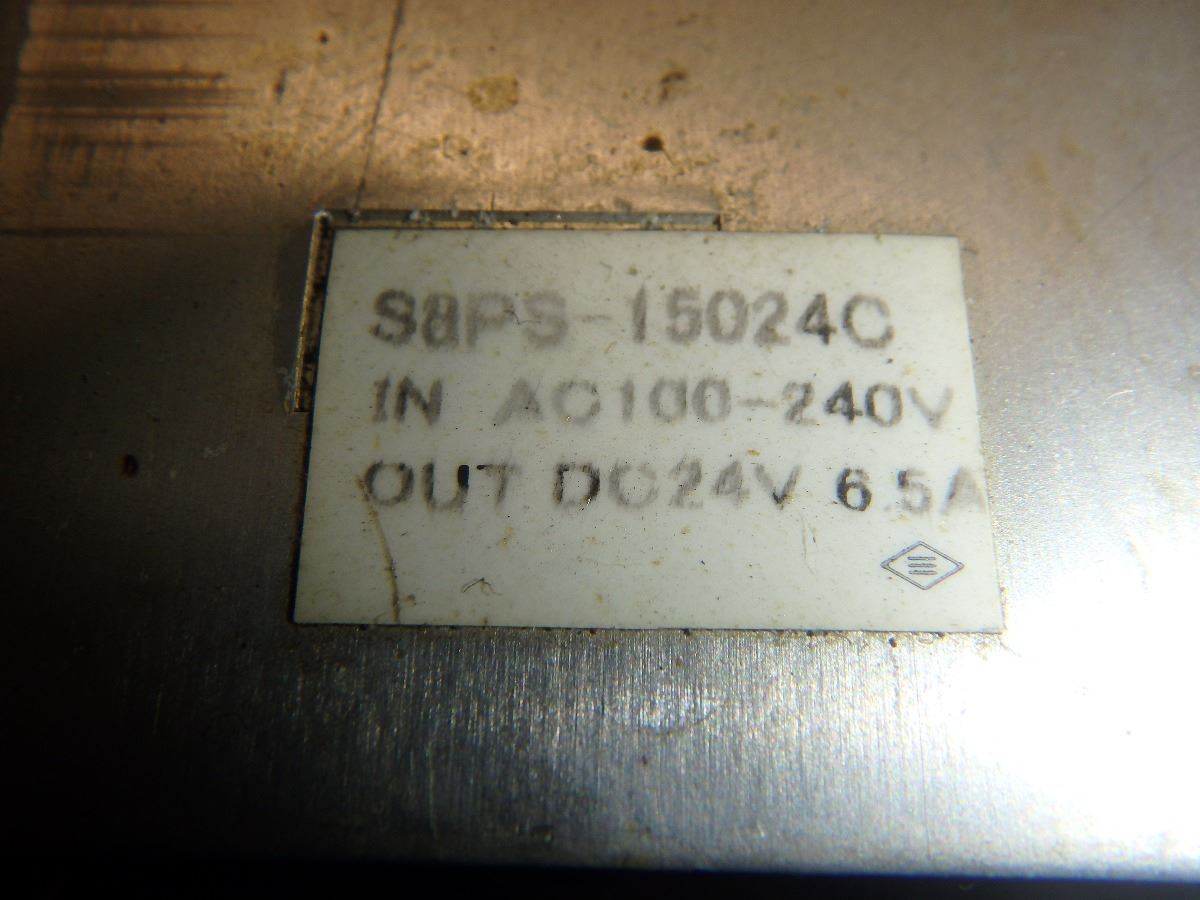 S8PS-15024C
IN AC100-240V
OUT DC24V 6.5A